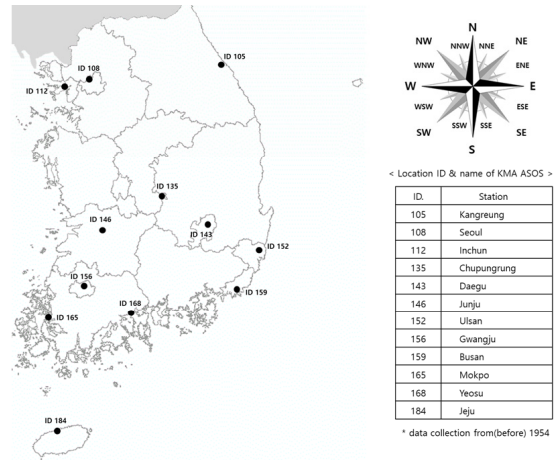 ID 105
ID 108
ID 112
ID 135
ID 146
ID 143
ID 152
ID 156
ID 159
ID 168
ID 165
ID 184
N
NW NNW NNE NE
WNW ENE
W E
WSW ESE
SW SSW SSE SE
S
< Location ID & name of KMA ASOS >
ID. Station
105 Kangreung
108 Seoul
112 Inchun
135 Chupungrung
143 Daegu
146 Junju
152 Ulsan
156 Gwangju
159 Busan
165 Mokpo
168 Yeosu
184 Jeju
* data collection from(before) 1954